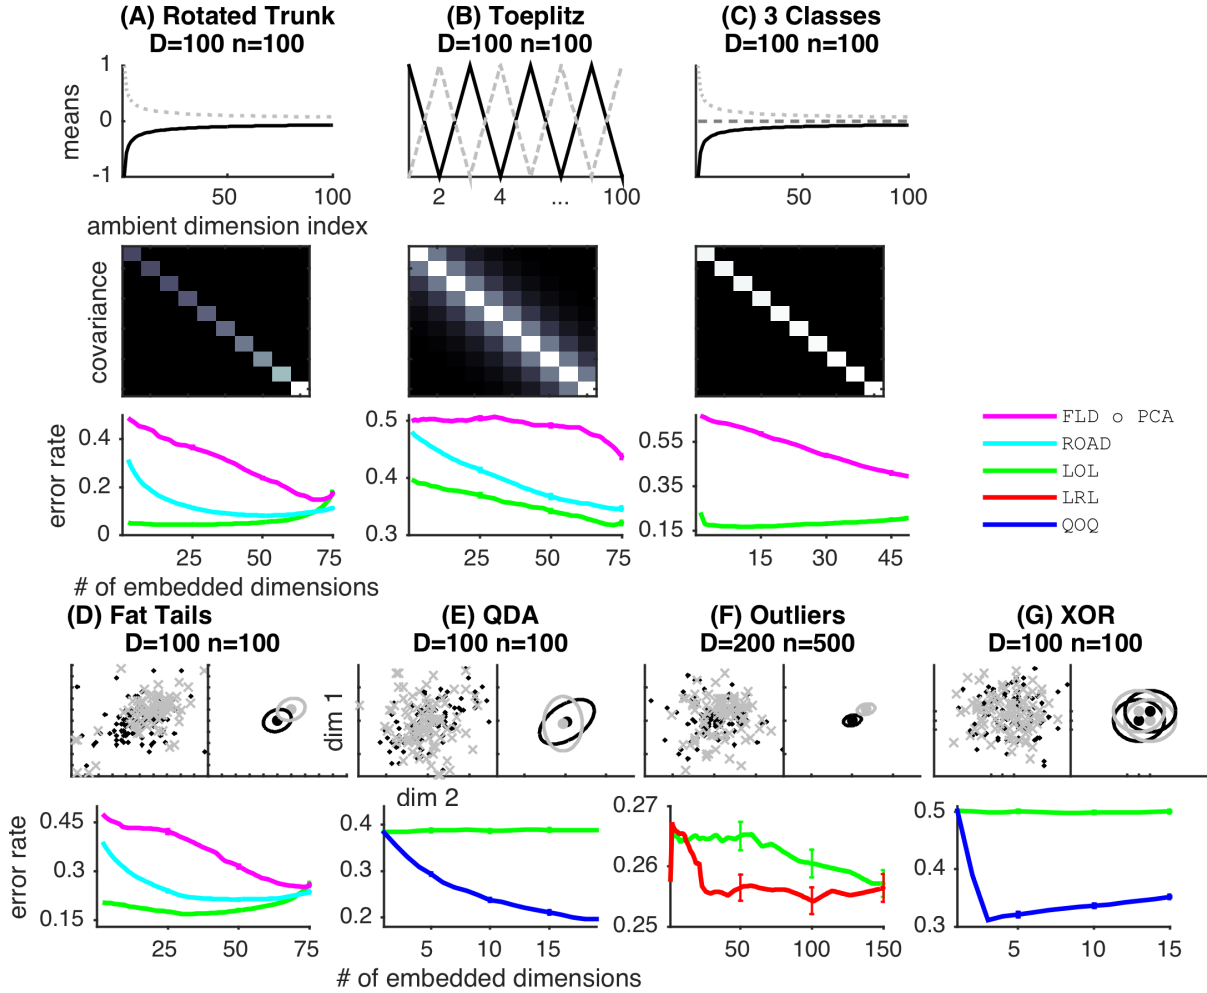 (A) Rotated Trunk
D=100 n=100
(B) Toeplitz
D=100 n=100
(C) 3 Classes
D=100 n=100
means
1
0
-1
50
100
ambient dimension index
2
4
...
100
50
100
covariance
error rate
0.4
0.2
0
25
50
75
# of embedded dimensions
0.5
0.4
0.3
25
50
75
0.55
0.35
0.15
15
30
45
FLD o PCA
ROAD
LOL
LRL
QOQ
(D) Fat Tails
D=100 n=100
(E) QDA
D=100 n=100
(F) Outliers
D=200 n=500
(G) XOR
D=100 n=100
dim 1
dim 2
error rate
0.45
0.3
0.15
25
50
75
0.4
0.3
0.2
5
10
15
# of embedded dimensions
0.27
0.26
0.25
50
100
150
0.5
0.4
0.3
5
10
15